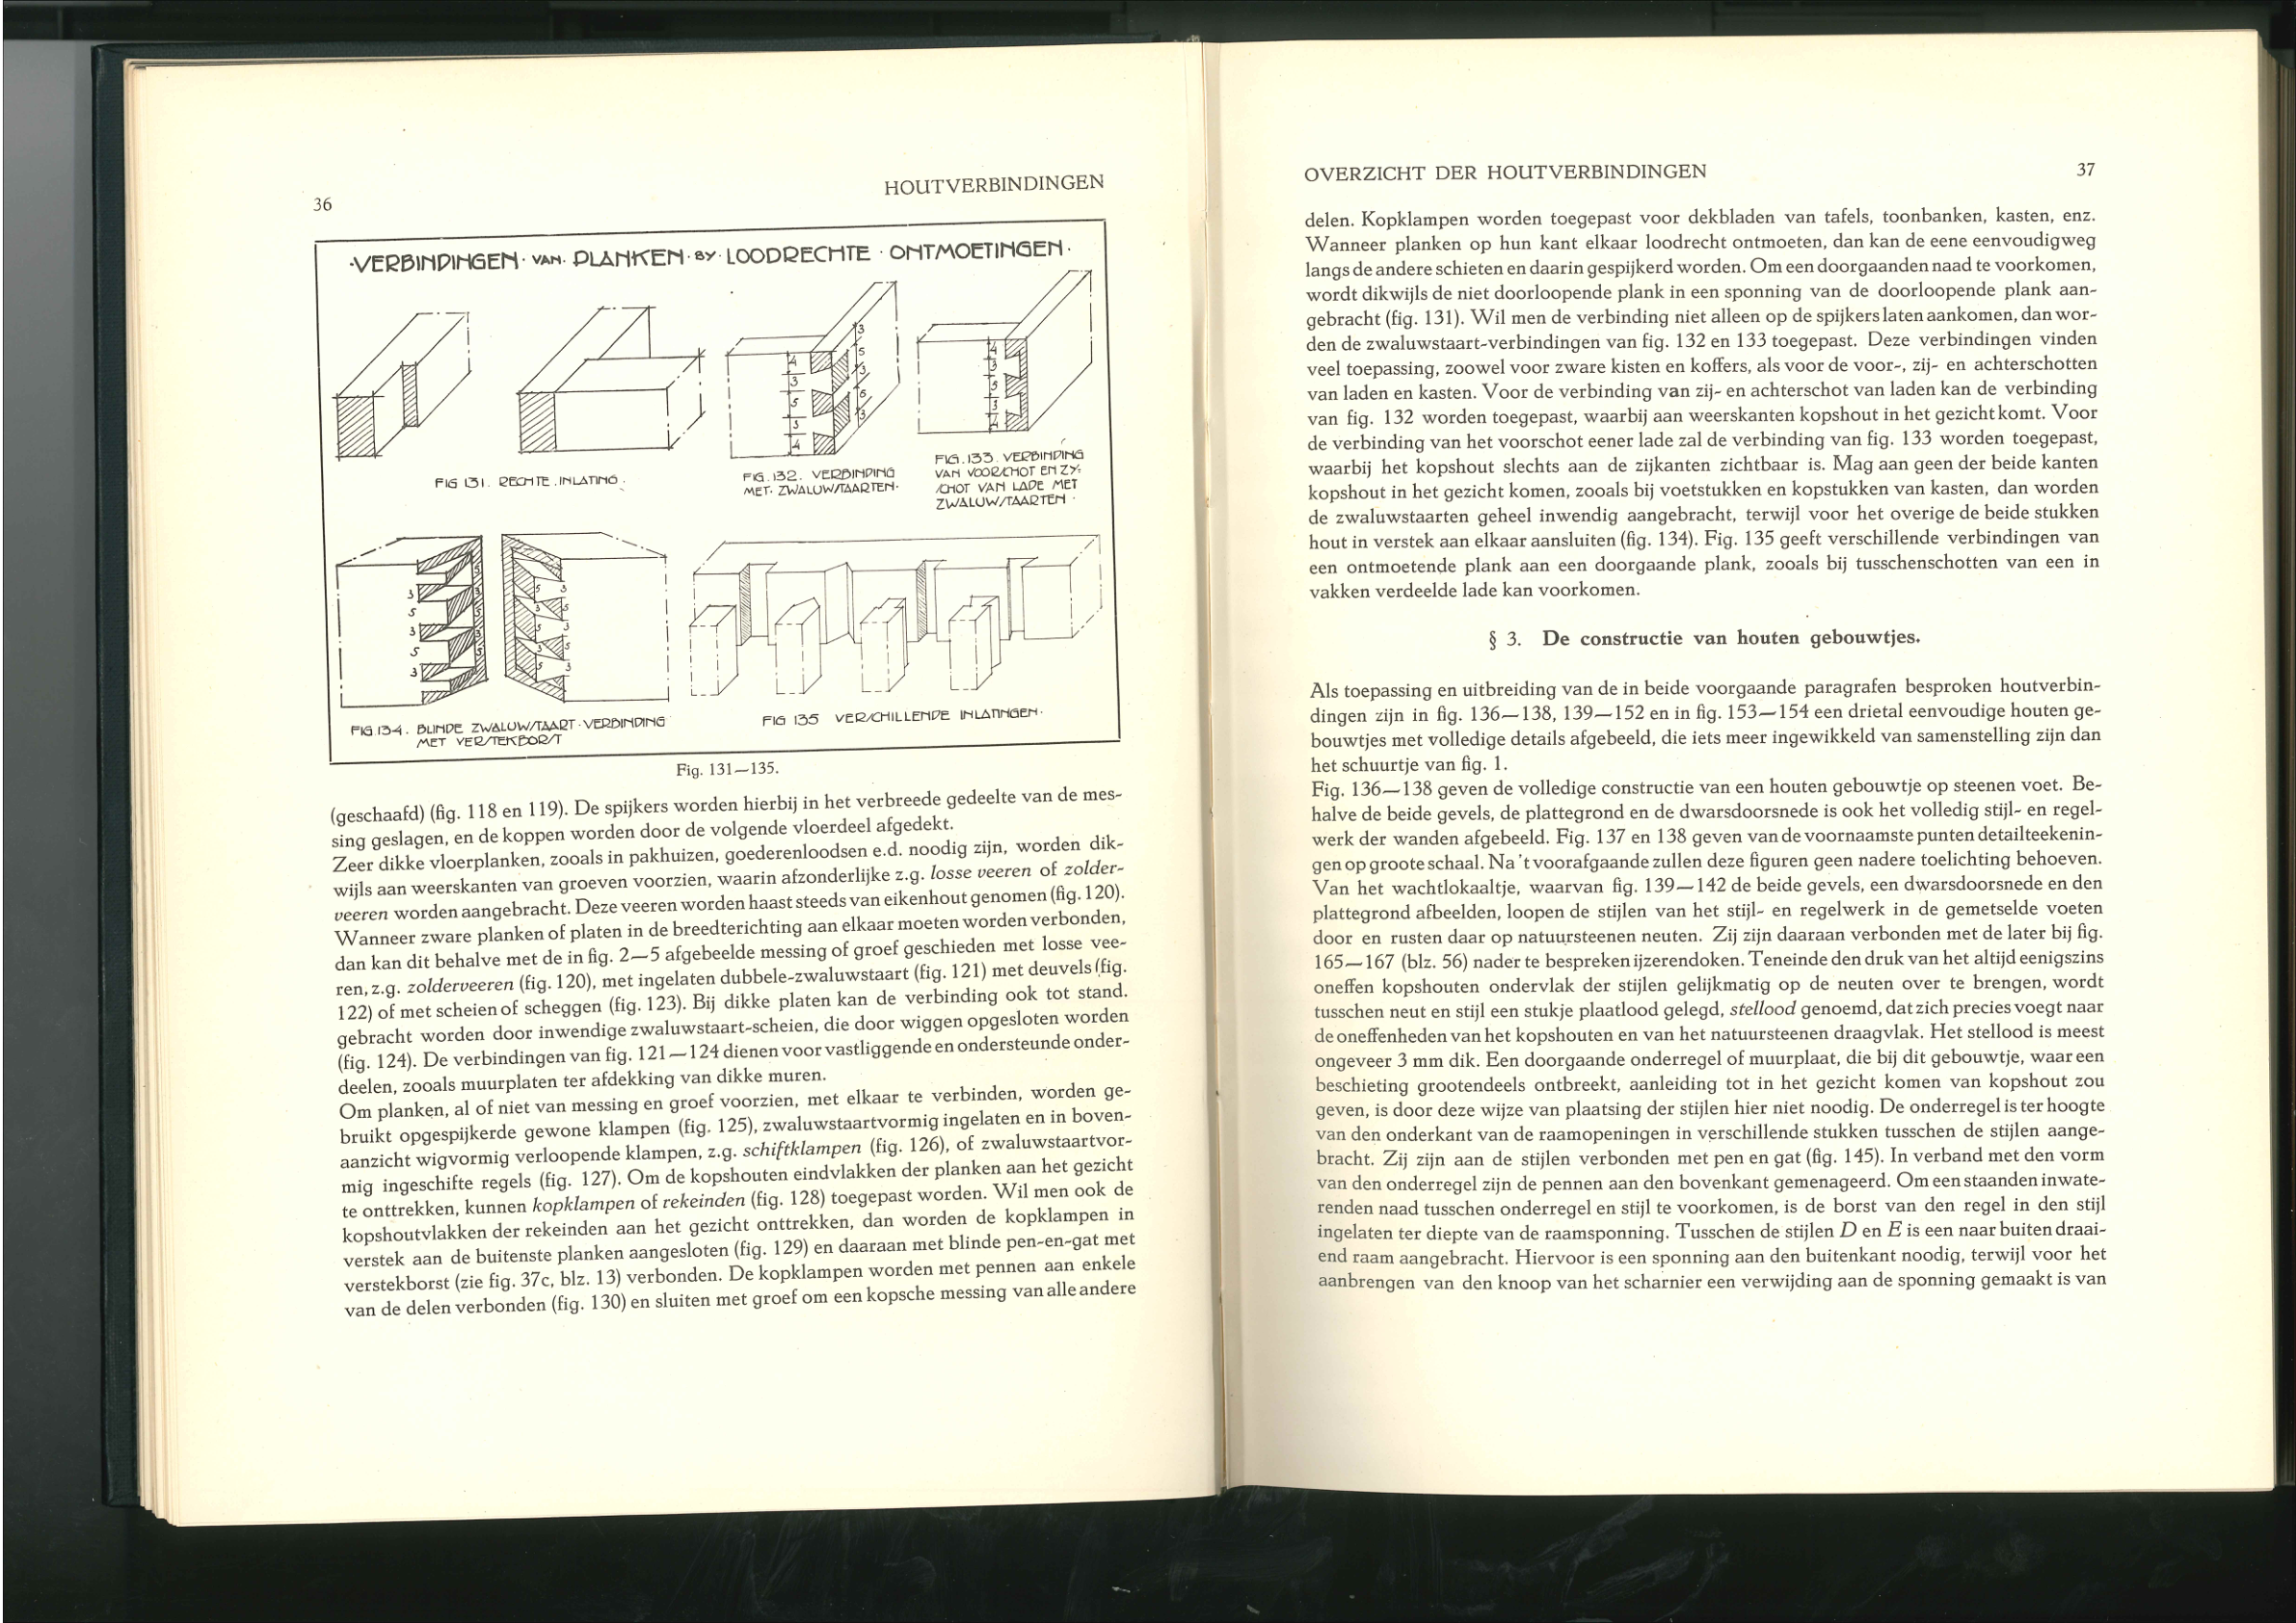 36
HOUTVERBINDINGEN
·VERBINDINGEN· VAN· PLANKEN· BY· LOODRECHTE · ONTMOETINGEN·
FIG 131. RECHTE . INLATING .
FIG. 132. VERBINDING
MET· ZWALUWSTAARTEN·
FIG. 133. VERBINDING
VAN VOORSCHOT EN ZY·
SCHOT VAN LADE MET
ZWALUWSTAARTEN ·
FIG. 134. BLINDE ZWALUWSTAART·VERBINDING
MET VERSTEKBORST
FIG 135 VERSCHILLENDE INLATINGEN·
Fig. 131—135.
(geschaafd) (fig. 118 en 119). De spijkers worden hierbij in het verbreede gedeelte van de mes-
sing geslagen, en de koppen worden door de volgende vloerdeel afgedekt.
Zeer dikke vloerplanken, zooals in pakhuizen, goederenloodsen e.d. noodig zijn, worden dik-
wijls aan weerskanten van groeven voorzien, waarin afzonderlijke z.g. losse veeren of zolder-
veeren worden aangebracht. Deze veeren worden haast steeds van eikenhout genomen (fig. 120).
Wanneer zware planken of platen in de breedterichting aan elkaar moeten worden verbonden,
dan kan dit behalve met de in fig. 2—5 afgebeelde messing of groef geschieden met losse vee-
ren, z.g. zolderveeren (fig. 120), met ingelaten dubbele-zwaluwstaart (fig. 121) met deuvels (fig.
122) of met scheien of scheggen (fig. 123). Bij dikke platen kan de verbinding ook tot stand.
gebracht worden door inwendige zwaluwstaart-scheien, die door wiggen opgesloten worden
(fig. 124). De verbindingen van fig. 121—124 dienen voor vastliggende en ondersteunde onder-
deelen, zooals muurplaten ter afdekking van dikke muren.
Om planken, al of niet van messing en groef voorzien, met elkaar te verbinden, worden ge-
bruikt opgespijkerde gewone klampen (fig. 125), zwaluwstaartvormig ingelaten en in boven-
aanzicht wigvormig verloopende klampen, z.g. schiftklampen (fig. 126), of zwaluwstaartvor-
mig ingeschifte regels (fig. 127). Om de kopshouten eindvlakken der planken aan het gezicht
te onttrekken, kunnen kopklampen of rekeinden (fig. 128) toegepast worden. Wil men ook de
kopshoutvlakken der rekeinden aan het gezicht onttrekken, dan worden de kopklampen in
verstek aan de buitenste planken aangesloten (fig. 129) en daaraan met blinde pen-en-gat met
verstekborst (zie fig. 37c, blz. 13) verbonden. De kopklampen worden met pennen aan enkele
van de delen verbonden (fig. 130) en sluiten met groef om een kopsche messing van alle andere
OVERZICHT DER HOUTVERBINDINGEN
37
delen. Kopklampen worden toegepast voor dekbladen van tafels, toonbanken, kasten, enz.
Wanneer planken op hun kant elkaar loodrecht ontmoeten, dan kan de eene eenvoudigweg
langs de andere schieten en daarin gespijkerd worden. Om een doorgaanden naad te voorkomen,
wordt dikwijls de niet doorloopende plank in een sponning van de doorloopende plank aan-
gebracht (fig. 131). Wil men de verbinding niet alleen op de spijkers laten aankomen, dan wor-
den de zwaluwstaart-verbindingen van fig. 132 en 133 toegepast. Deze verbindingen vinden
veel toepassing, zoowel voor zware kisten en koffers, als voor de voor-, zij- en achterschotten
van laden en kasten. Voor de verbinding van zij- en achterschot van laden kan de verbinding
van fig. 132 worden toegepast, waarbij aan weerskanten kopshout in het gezicht komt. Voor
de verbinding van het voorschot eener lade zal de verbinding van fig. 133 worden toegepast,
waarbij het kopshout slechts aan de zijkanten zichtbaar is. Mag aan geen der beide kanten
kopshout in het gezicht komen, zooals bij voetstukken en kopstukken van kasten, dan worden
de zwaluwstaarten geheel inwendig aangebracht, terwijl voor het overige de beide stukken
hout in verstek aan elkaar aansluiten (fig. 134). Fig. 135 geeft verschillende verbindingen van
een ontmoetende plank aan een doorgaande plank, zooals bij tusschenschotten van een in
vakken verdeelde lade kan voorkomen.
§ 3. De constructie van houten gebouwtjes.
Als toepassing en uitbreiding van de in beide voorgaande paragrafen besproken houtverbin-
dingen zijn in fig. 136—138, 139—152 en in fig. 153—154 een drietal eenvoudige houten ge-
bouwtjes met volledige details afgebeeld, die iets meer ingewikkeld van samenstelling zijn dan
het schuurtje van fig. 1.
Fig. 136—138 geven de volledige constructie van een houten gebouwtje op steenen voet. Be-
halve de beide gevels, de plattegrond en de dwarsdoorsnede is ook het volledig stijl- en regel-
werk der wanden afgebeeld. Fig. 137 en 138 geven van de voornaamste punten detailteekenin-
gen op groote schaal. Na 't voorafgaande zullen deze figuren geen nadere toelichting behoeven.
Van het wachtlokaaltje, waarvan fig. 139—142 de beide gevels, een dwarsdoorsnede en den
plattegrond afbeelden, loopen de stijlen van het stijl- en regelwerk in de gemetselde voeten
door en rusten daar op natuursteenen neuten. Zij zijn daaraan verbonden met de later bij fig.
165—167 (blz. 56) nader te bespreken ijzeren doken. Teneinde den druk van het altijd eenigszins
oneffen kopshouten ondervlak der stijlen gelijkmatig op de neuten over te brengen, wordt
tusschen neut en stijl een stukje plaatlood gelegd, stellood genoemd, dat zich precies voegt naar
de oneffenheden van het kopshouten en van het natuursteenen draagvlak. Het stellood is meest
ongeveer 3 mm dik. Een doorgaande onderregel of muurplaat, die bij dit gebouwtje, waar een
beschieting grootendeels ontbreekt, aanleiding tot in het gezicht komen van kopshout zou
geven, is door deze wijze van plaatsing der stijlen hier niet noodig. De onderregel is ter hoogte
van den onderkant van de raamopeningen in verschillende stukken tusschen de stijlen aange-
bracht. Zij zijn aan de stijlen verbonden met pen en gat (fig. 145). In verband met den vorm
van den onderregel zijn de pennen aan den bovenkant gemenageerd. Om een staanden inwate-
renden naad tusschen onderregel en stijl te voorkomen, is de borst van den regel in den stijl
ingelaten ter diepte van de raamsponning. Tusschen de stijlen D en E is een naar buiten draai-
end raam aangebracht. Hiervoor is een sponning aan den buitenkant noodig, terwijl voor het
aanbrengen van den knoop van het scharnier een verwijding aan de sponning gemaakt is van